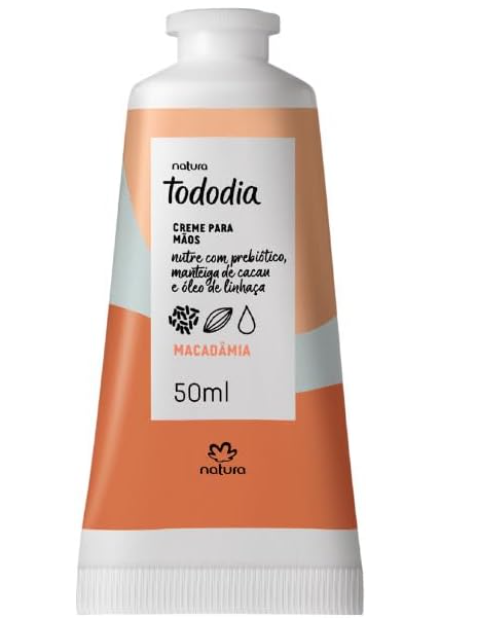 natura
Tododia
CREME PARA
MÃOS
nutre com prebiótico,
manteiga de cacau
e óleo de linhaça
MACADÂMIA
50ml
natura